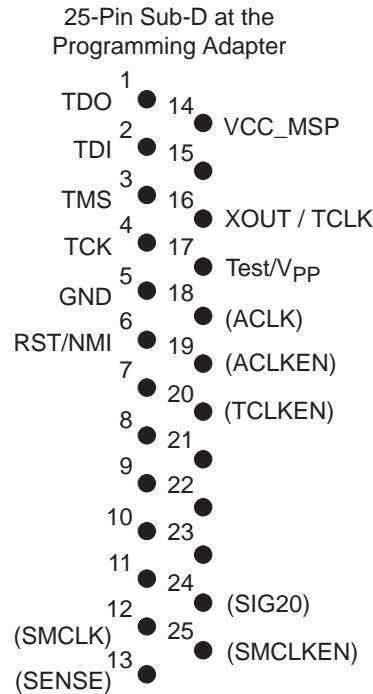 25-Pin Sub-D at the
Programming Adapter
1
TDO
14
VCC_MSP
2
TDI
15
3
TMS
16
XOUT / TCLK
4
TCK
17
Test/VPP
5
GND
18
(ACLK)
6
RST/NMI
19
(ACLKEN)
7
20
(TCLKEN)
8
21
9
22
10
23
11
24
(SIG20)
12
(SMCLK)
25
(SMCLKEN)
13
(SENSE)